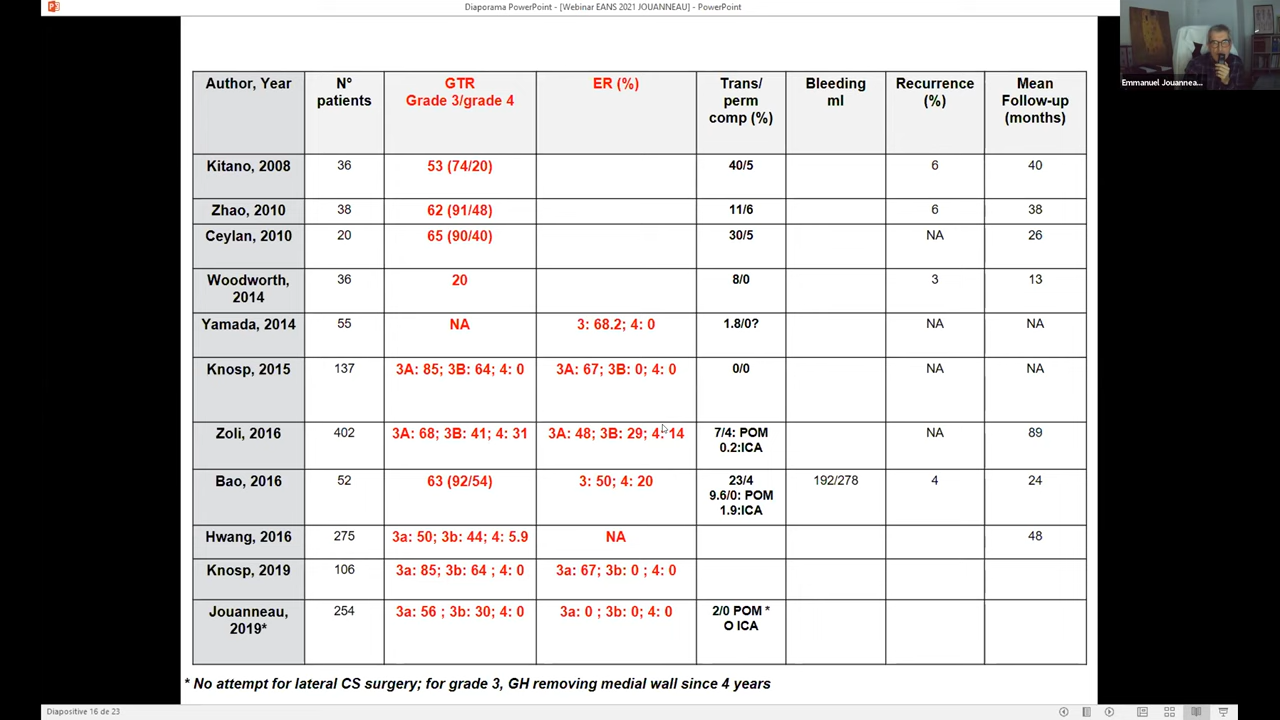 Diaporama PowerPoint - [Webinar EANS 2021 JOUANNEAU] - PowerPoint
Emmanuel Jouannea...
Author, Year N° patients GTR Grade 3/grade 4 ER (%) Trans/ perm comp (%) Bleeding ml Recurrence (%) Mean Follow-up (months)
Kitano, 2008 36 53 (74/20) 40/5 6 40
Zhao, 2010 38 62 (91/48) 11/6 6 38
Ceylan, 2010 20 65 (90/40) 30/5 NA 26
Woodworth, 2014 36 20 8/0 3 13
Yamada, 2014 55 NA 3: 68.2; 4: 0 1.8/0? NA NA
Knosp, 2015 137 3A: 85; 3B: 64; 4: 0 3A: 67; 3B: 0; 4: 0 0/0 NA NA
Zoli, 2016 402 3A: 68; 3B: 41; 4: 31 3A: 48; 3B: 29; 4: 14 7/4: POM 0.2:ICA NA 89
Bao, 2016 52 63 (92/54) 3: 50; 4: 20 23/4 9.6/0: POM 1.9:ICA 192/278 4 24
Hwang, 2016 275 3a: 50; 3b: 44; 4: 5.9 NA 48
Knosp, 2019 106 3a: 85; 3b: 64 ; 4: 0 3a: 67; 3b: 0 ; 4: 0
Jouanneau, 2019* 254 3a: 56 ; 3b: 30; 4: 0 3a: 0 ; 3b: 0; 4: 0 2/0 POM * O ICA
* No attempt for lateral CS surgery; for grade 3, GH removing medial wall since 4 years
Diapositive 16 de 23